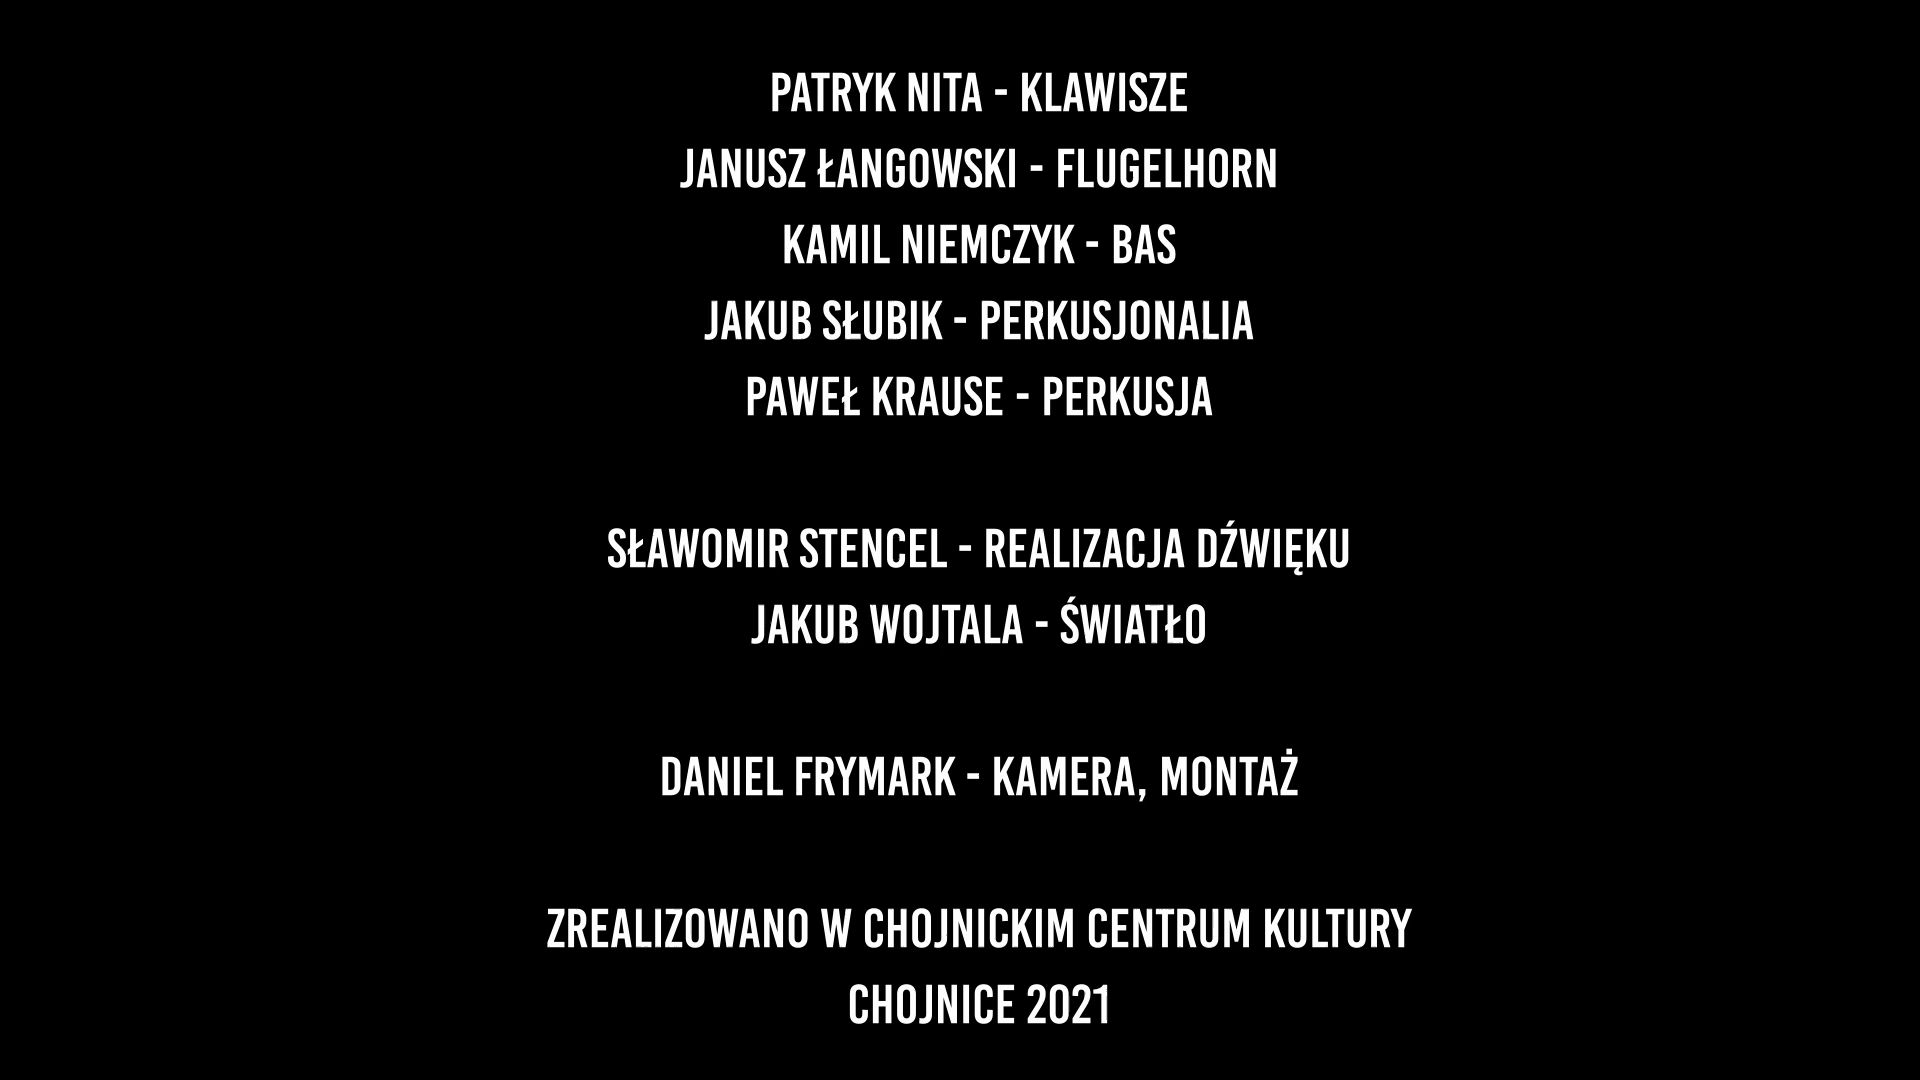 PATRYK NITA - KLAWISZE
JANUSZ ŁANGOWSKI - FLUGELHORN
KAMIL NIEMCZYK - BAS
JAKUB SŁUBIK - PERKUSJONALIA
PAWEŁ KRAUSE - PERKUSJA
SŁAWOMIR STENCEL - REALIZACJA DŹWIĘKU
JAKUB WOJTALA - ŚWIATŁO
DANIEL FRYMARK - KAMERA, MONTAŻ
ZREALIZOWANO W CHOJNICKIM CENTRUM KULTURY
CHOJNICE 2021